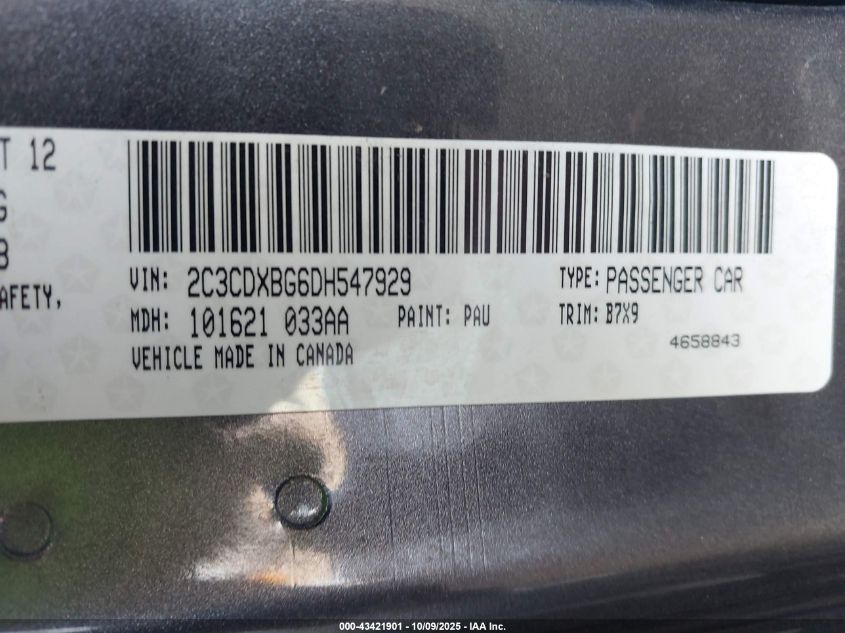 T 12
G
B
AFETY,
VIN: 2C3CDXBG6DH547929 TYPE: PASSENGER CAR
MDH: 101621 033AA PAINT: PAU TRIM: B7X9
4658843
VEHICLE MADE IN CANADA
000-43421901 - 10/09/2025 - IAA Inc.